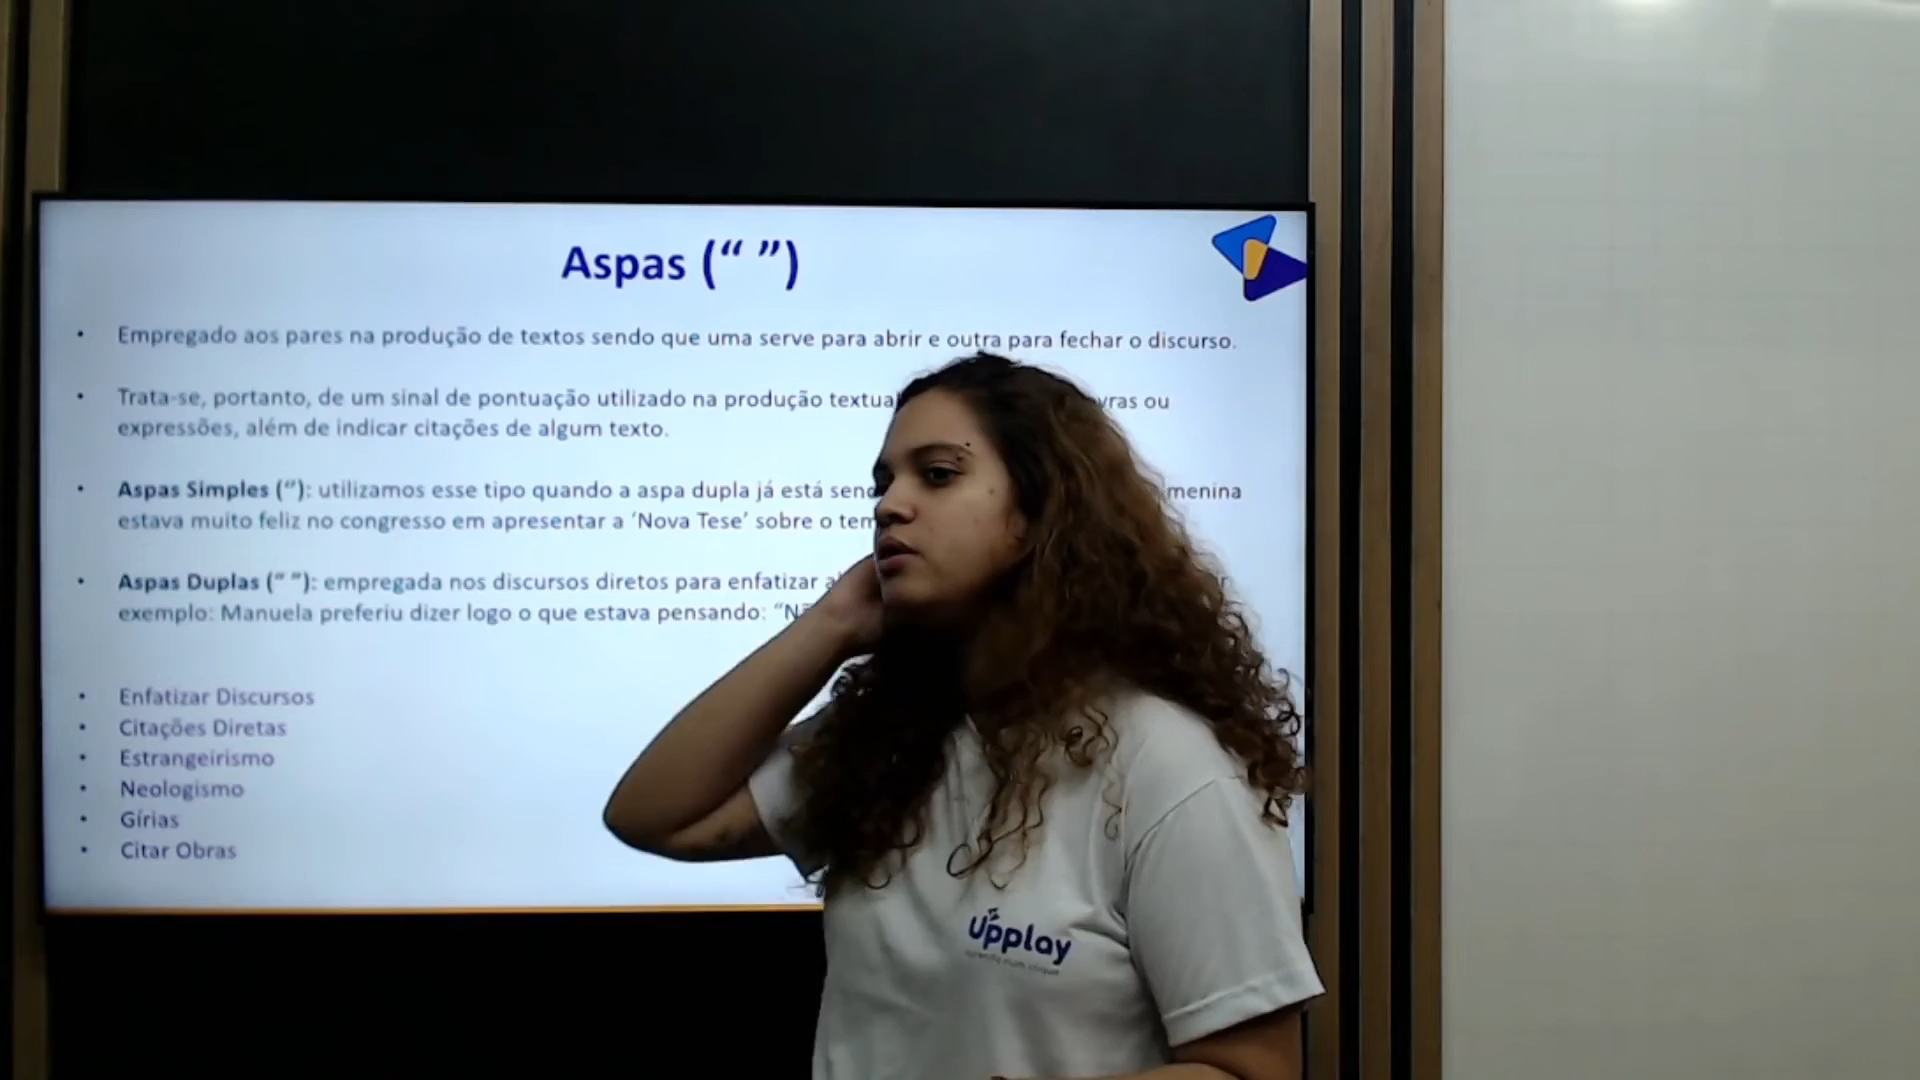 Aspas (“ ”)
• Empregado aos pares na produção de textos sendo que uma serve para abrir e outra para fechar o discurso.
• Trata-se, portanto, de um sinal de pontuação utilizado na produção ou
expressões, além de indicar citações de algum texto.
• Aspas Simples (‘’): utilizamos esse tipo quando a aspa dupla já está menina
estava muito feliz no congresso em apresentar a ‘Nova Tese’ sobre o
• Aspas Duplas (“ ”): empregada nos discursos diretos para enfatizar
exemplo: Manuela preferiu dizer logo o que estava pensando:
• Enfatizar Discursos
• Citações Diretas
• Estrangeirismo
• Neologismo
• Gírias
• Citar Obras
Upplay